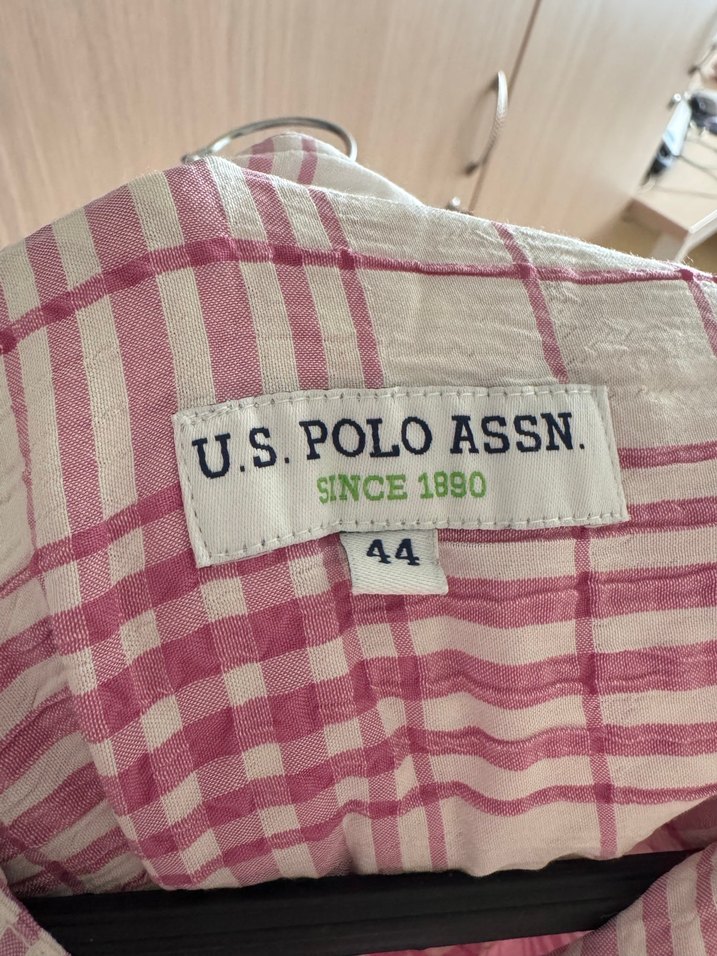 U.S. POLO ASSN.
SINCE 1890
44